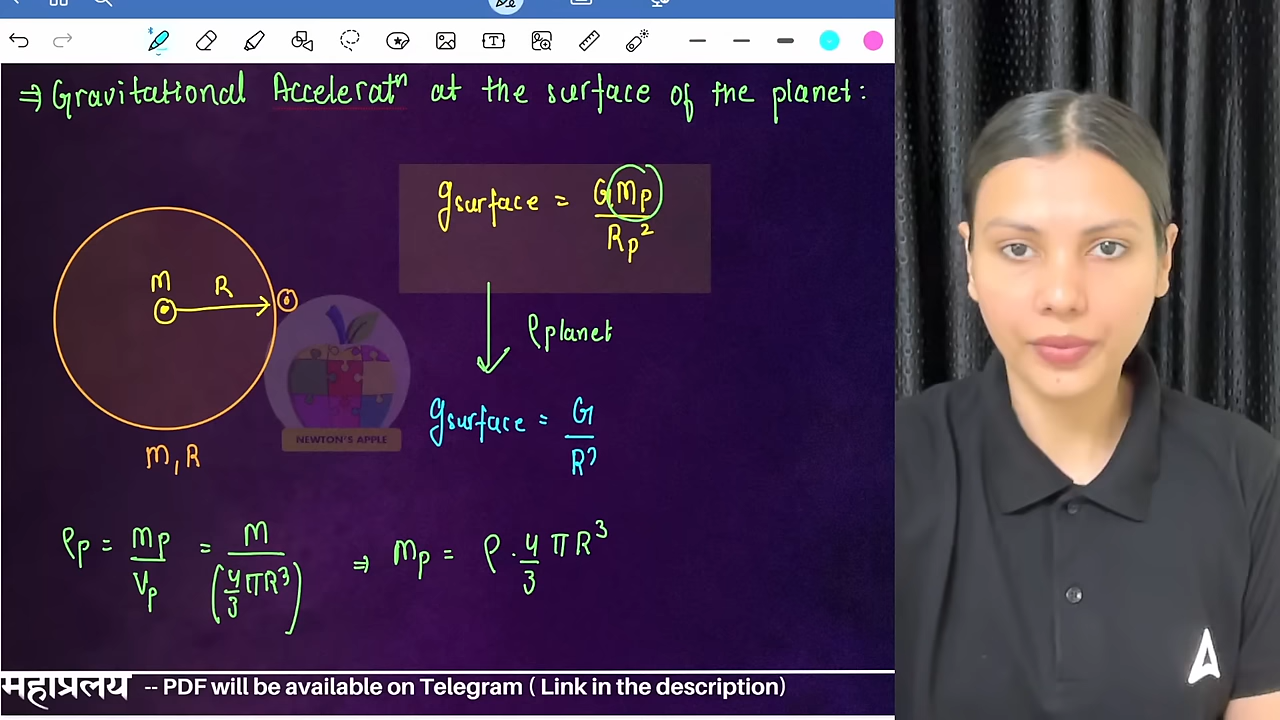 ⇒ Gravitational Acceleratⁿ at the surface of the planet:
gsurface = GMp / Rp²
M
R
ρplanet
gsurface = G / R²
NEWTON'S APPLE
M, R
ρp = Mp / Vp = M / (4/3 πR³) ⇒ Mp = ρ . 4/3 πR³
महाप्रलय -- PDF will be available on Telegram ( Link in the description)